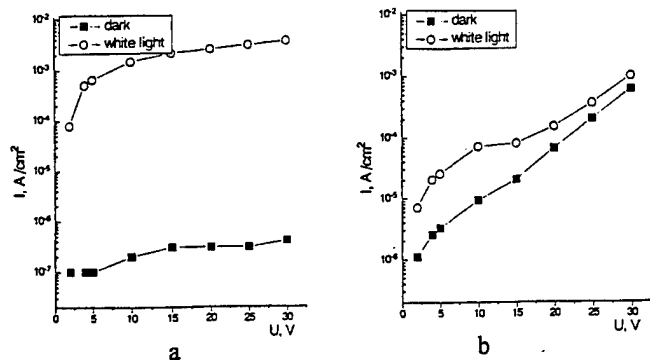 dark
white light
10⁻²
10⁻³
10⁻⁴
10⁻⁵
10⁻⁶
10⁻⁷
I, A/cm²
0 5 10 15 20 25 30
U, V
a
dark
white light
10⁻²
10⁻³
10⁻⁴
10⁻⁵
10⁻⁶
I, A/cm²
0 5 10 15 20 25 30
U, V
b